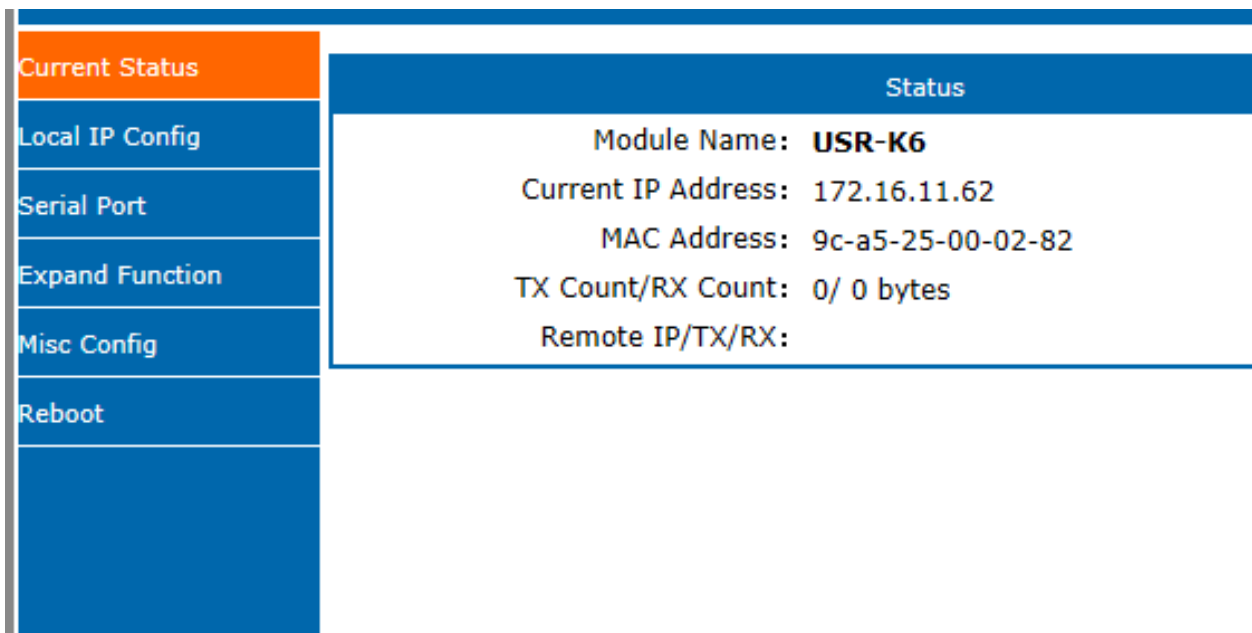 Current Status
Local IP Config
Serial Port
Expand Function
Misc Config
Reboot
Status
Module Name: USR-K6
Current IP Address: 172.16.11.62
MAC Address: 9c-a5-25-00-02-82
TX Count/RX Count: 0/ 0 bytes
Remote IP/TX/RX: